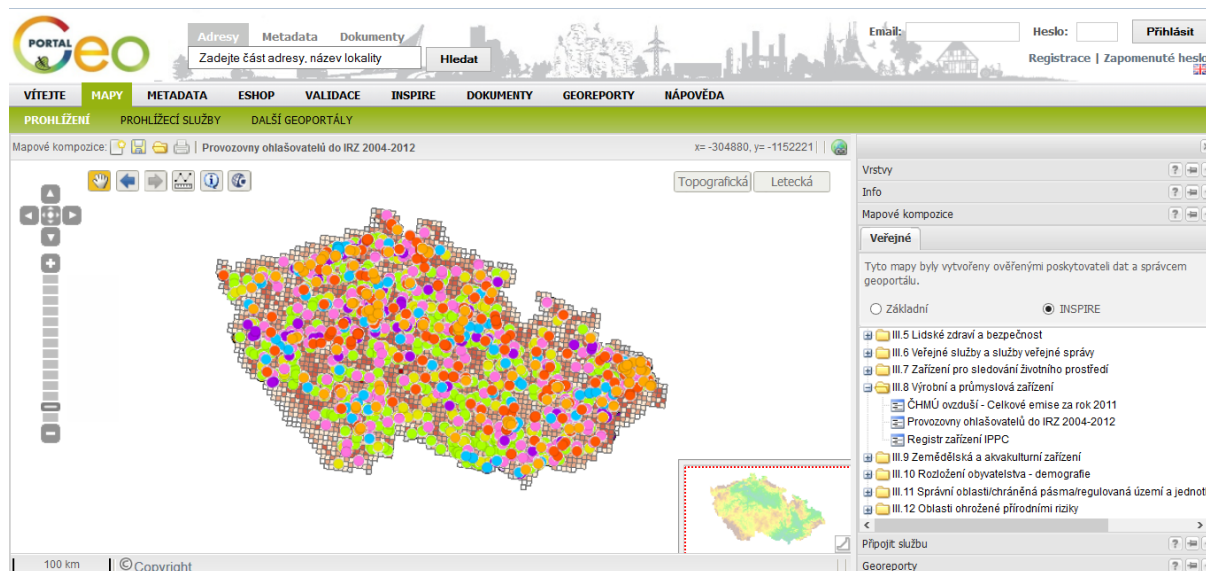 PORTAL
Geo
Adresy Metadata Dokumenty
Zadejte část adresy, název lokality
Hledat
Email:
Heslo:
Přihlásit
Registrace | Zapomenuté heslo
VÍTEJTE MAPY METADATA ESHOP VALIDACE INSPIRE DOKUMENTY GEOREPORTY NÁPOVĚDA
PROHLÍŽENÍ PROHLÍŽECÍ SLUŽBY DALŠÍ GEOPORTÁLY
Mapové kompozice: | Provozovny ohlašovatelů do IRZ 2004-2012
x= -304880, y= -1152221
Topografická Letecká
100 km
© Copyright
Vrstvy
Info
Mapové kompozice
Veřejné
Tyto mapy byly vytvořeny ověřenými poskytovateli dat a správcem
geoportálu.
Základní INSPIRE
III.5 Lidské zdraví a bezpečnost
III.6 Veřejné služby a služby veřejné správy
III.7 Zařízení pro sledování životního prostředí
III.8 Výrobní a průmyslová zařízení
ČHMÚ ovzduší - Celkové emise za rok 2011
Provozovny ohlašovatelů do IRZ 2004-2012
Registr zařízení IPPC
III.9 Zemědělská a akvakulturní zařízení
III.10 Rozložení obyvatelstva - demografie
III.11 Správní oblasti/chráněná pásma/regulovaná území a jednot
III.12 Oblasti ohrožené přírodními riziky
Připojit službu
Georeporty